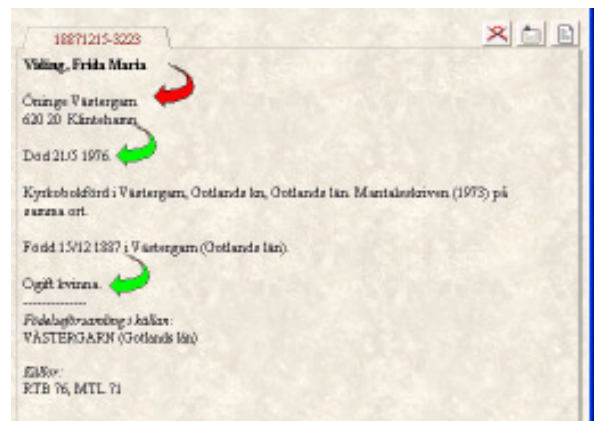 18871215-3223
Viding, Frida Maria
Öninge Västergarn
620 20 Klintehamn
Död 21/5 1976.
Kyrkobokförd i Västergarn, Gotlands kn, Gotlands län. Mantalsskriven (1973) på
samma ort.
Född 15/12 1887 i Västergarn (Gotlands län).
Ogift kvinna.
--------------
Födelseförsamling i källan:
VÄSTERGARN (Gotlands län)
Källor:
RTB 76, MTL 71